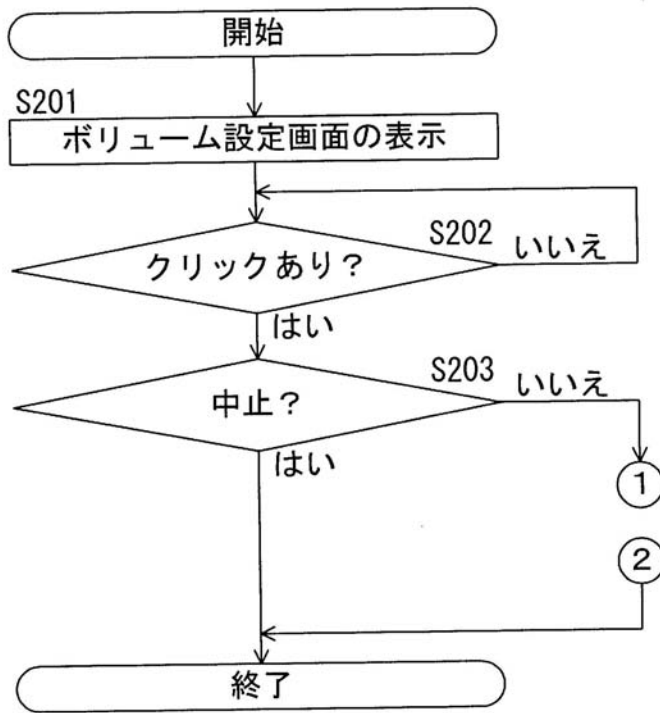 開始
S201
ボリューム設定画面の表示
S202
いいえ
クリックあり？
はい
S203
いいえ
中止？
はい
1
2
終了